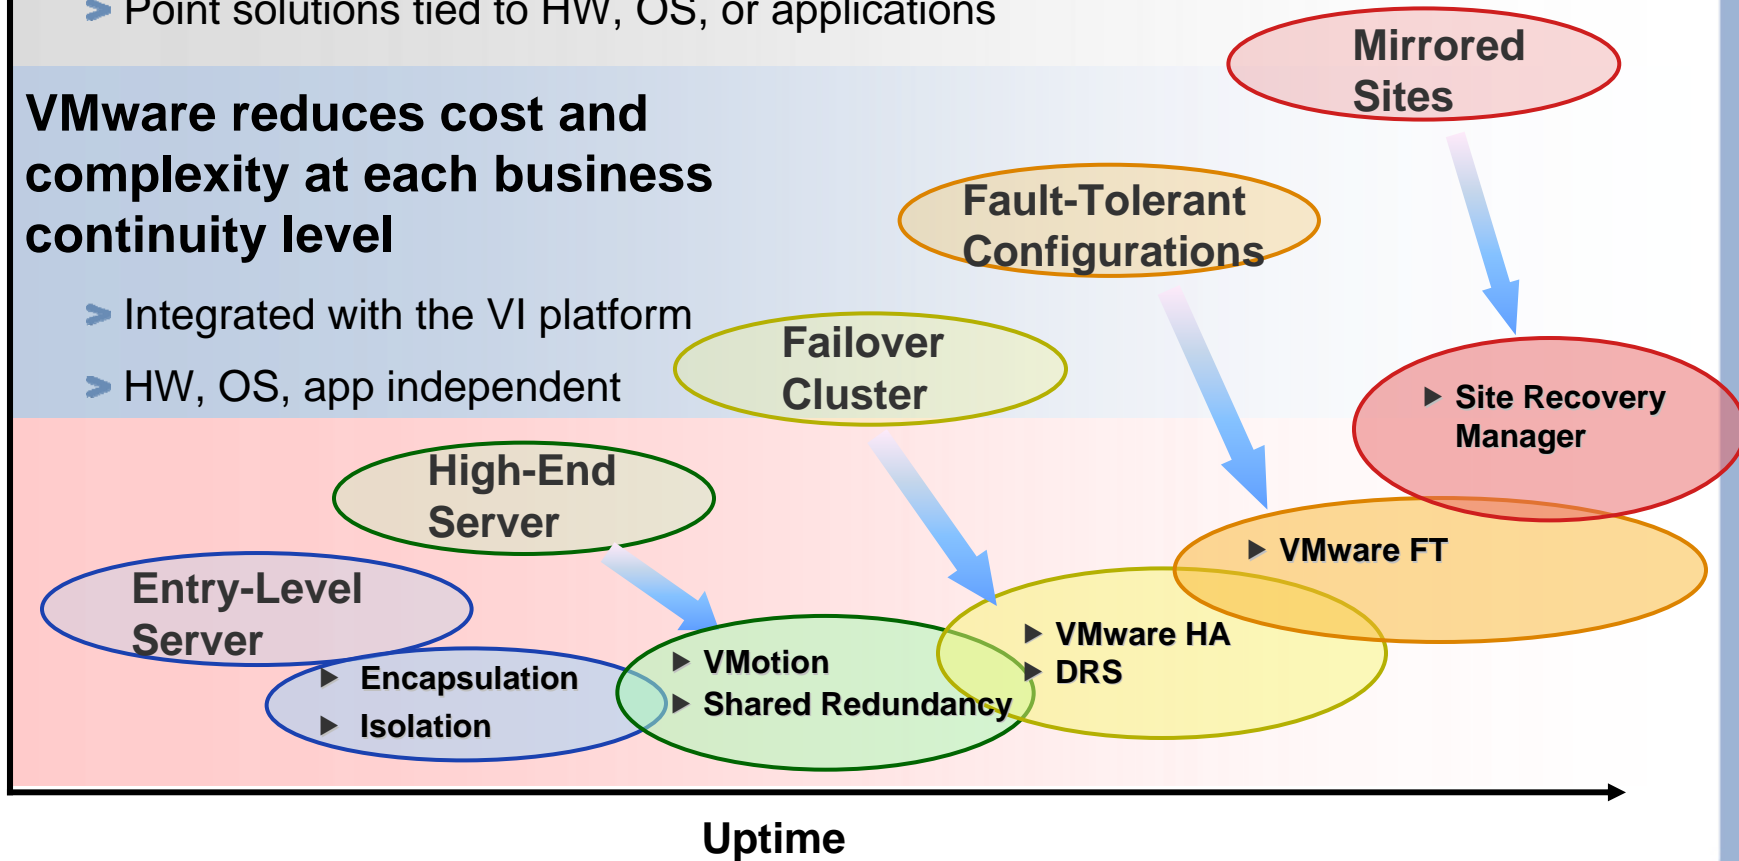 Point solutions tied to HW, OS, or applications
VMware reduces cost and
complexity at each business
continuity level
Integrated with the VI platform
HW, OS, app independent
Mirrored
Sites
Fault-Tolerant
Configurations
Failover
Cluster
High-End
Server
Entry-Level
Server
Site Recovery
Manager
VMware FT
VMware HA
DRS
VMotion
Shared Redundancy
Encapsulation
Isolation
Uptime